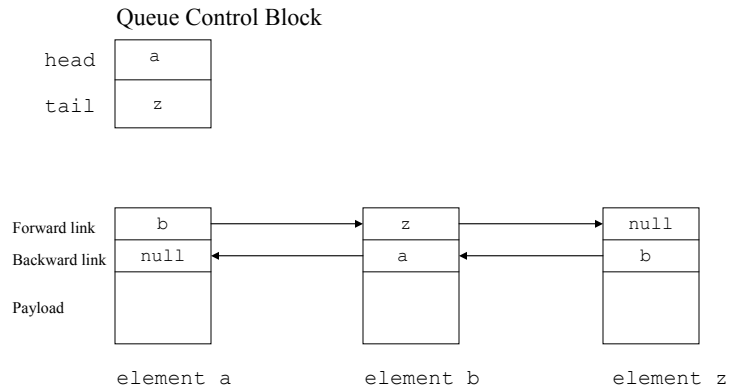 Queue Control Block
head a
tail z
Forward link b z null
Backward link null a b
Payload
element a element b element z